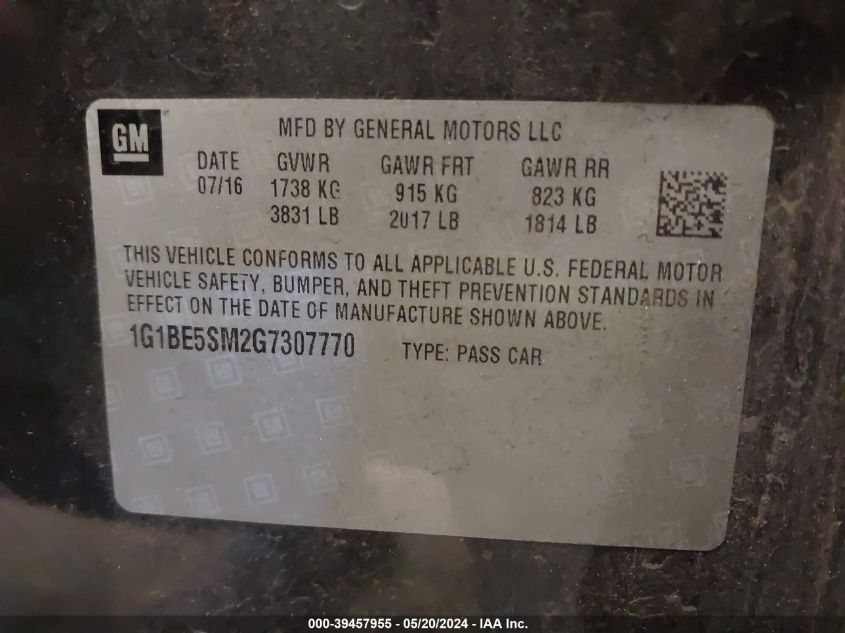 GM
MFD BY GENERAL MOTORS LLC
DATE GVWR GAWR FRT GAWR RR
07/16 1738 KG 915 KG 823 KG
3831 LB 2017 LB 1814 LB
THIS VEHICLE CONFORMS TO ALL APPLICABLE U.S. FEDERAL MOTOR
VEHICLE SAFETY, BUMPER, AND THEFT PREVENTION STANDARDS IN
EFFECT ON THE DATE OF MANUFACTURE SHOWN ABOVE.
1G1BE5SM2G7307770 TYPE: PASS CAR
000-39457955 - 05/20/2024 - IAA Inc.